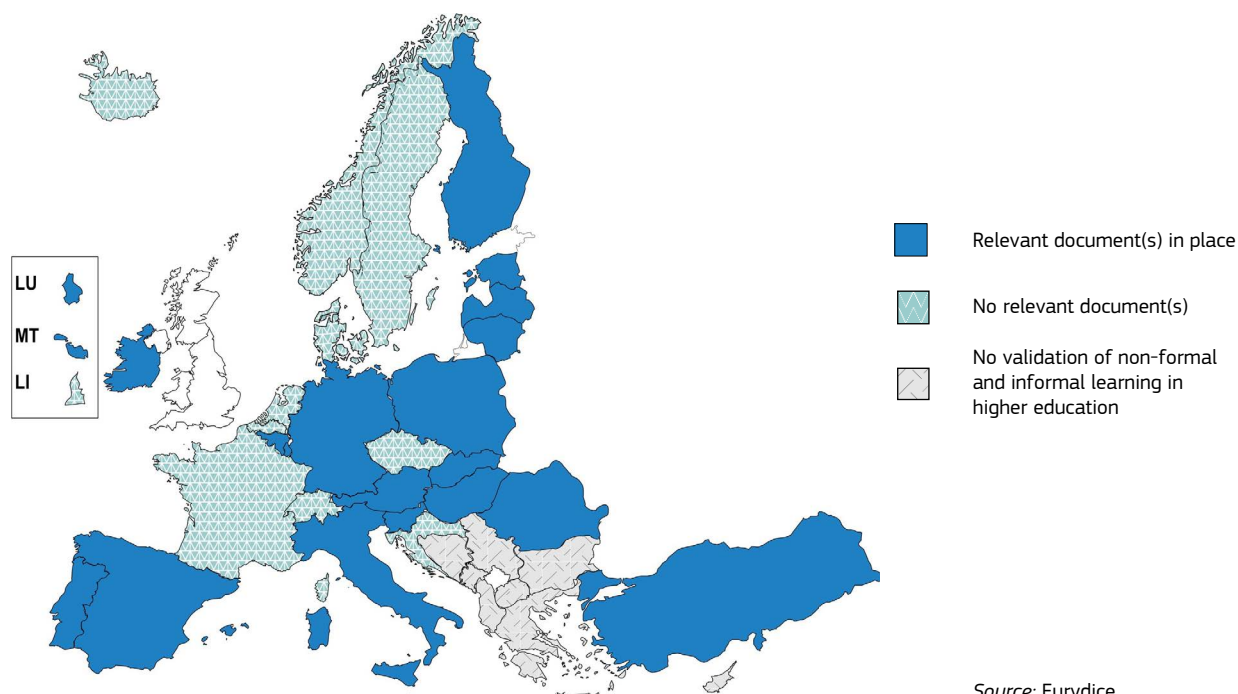 LU
MT
LI
Relevant document(s) in place
No relevant document(s)
No validation of non-formal
and informal learning in
higher education
Source: Eurydice.